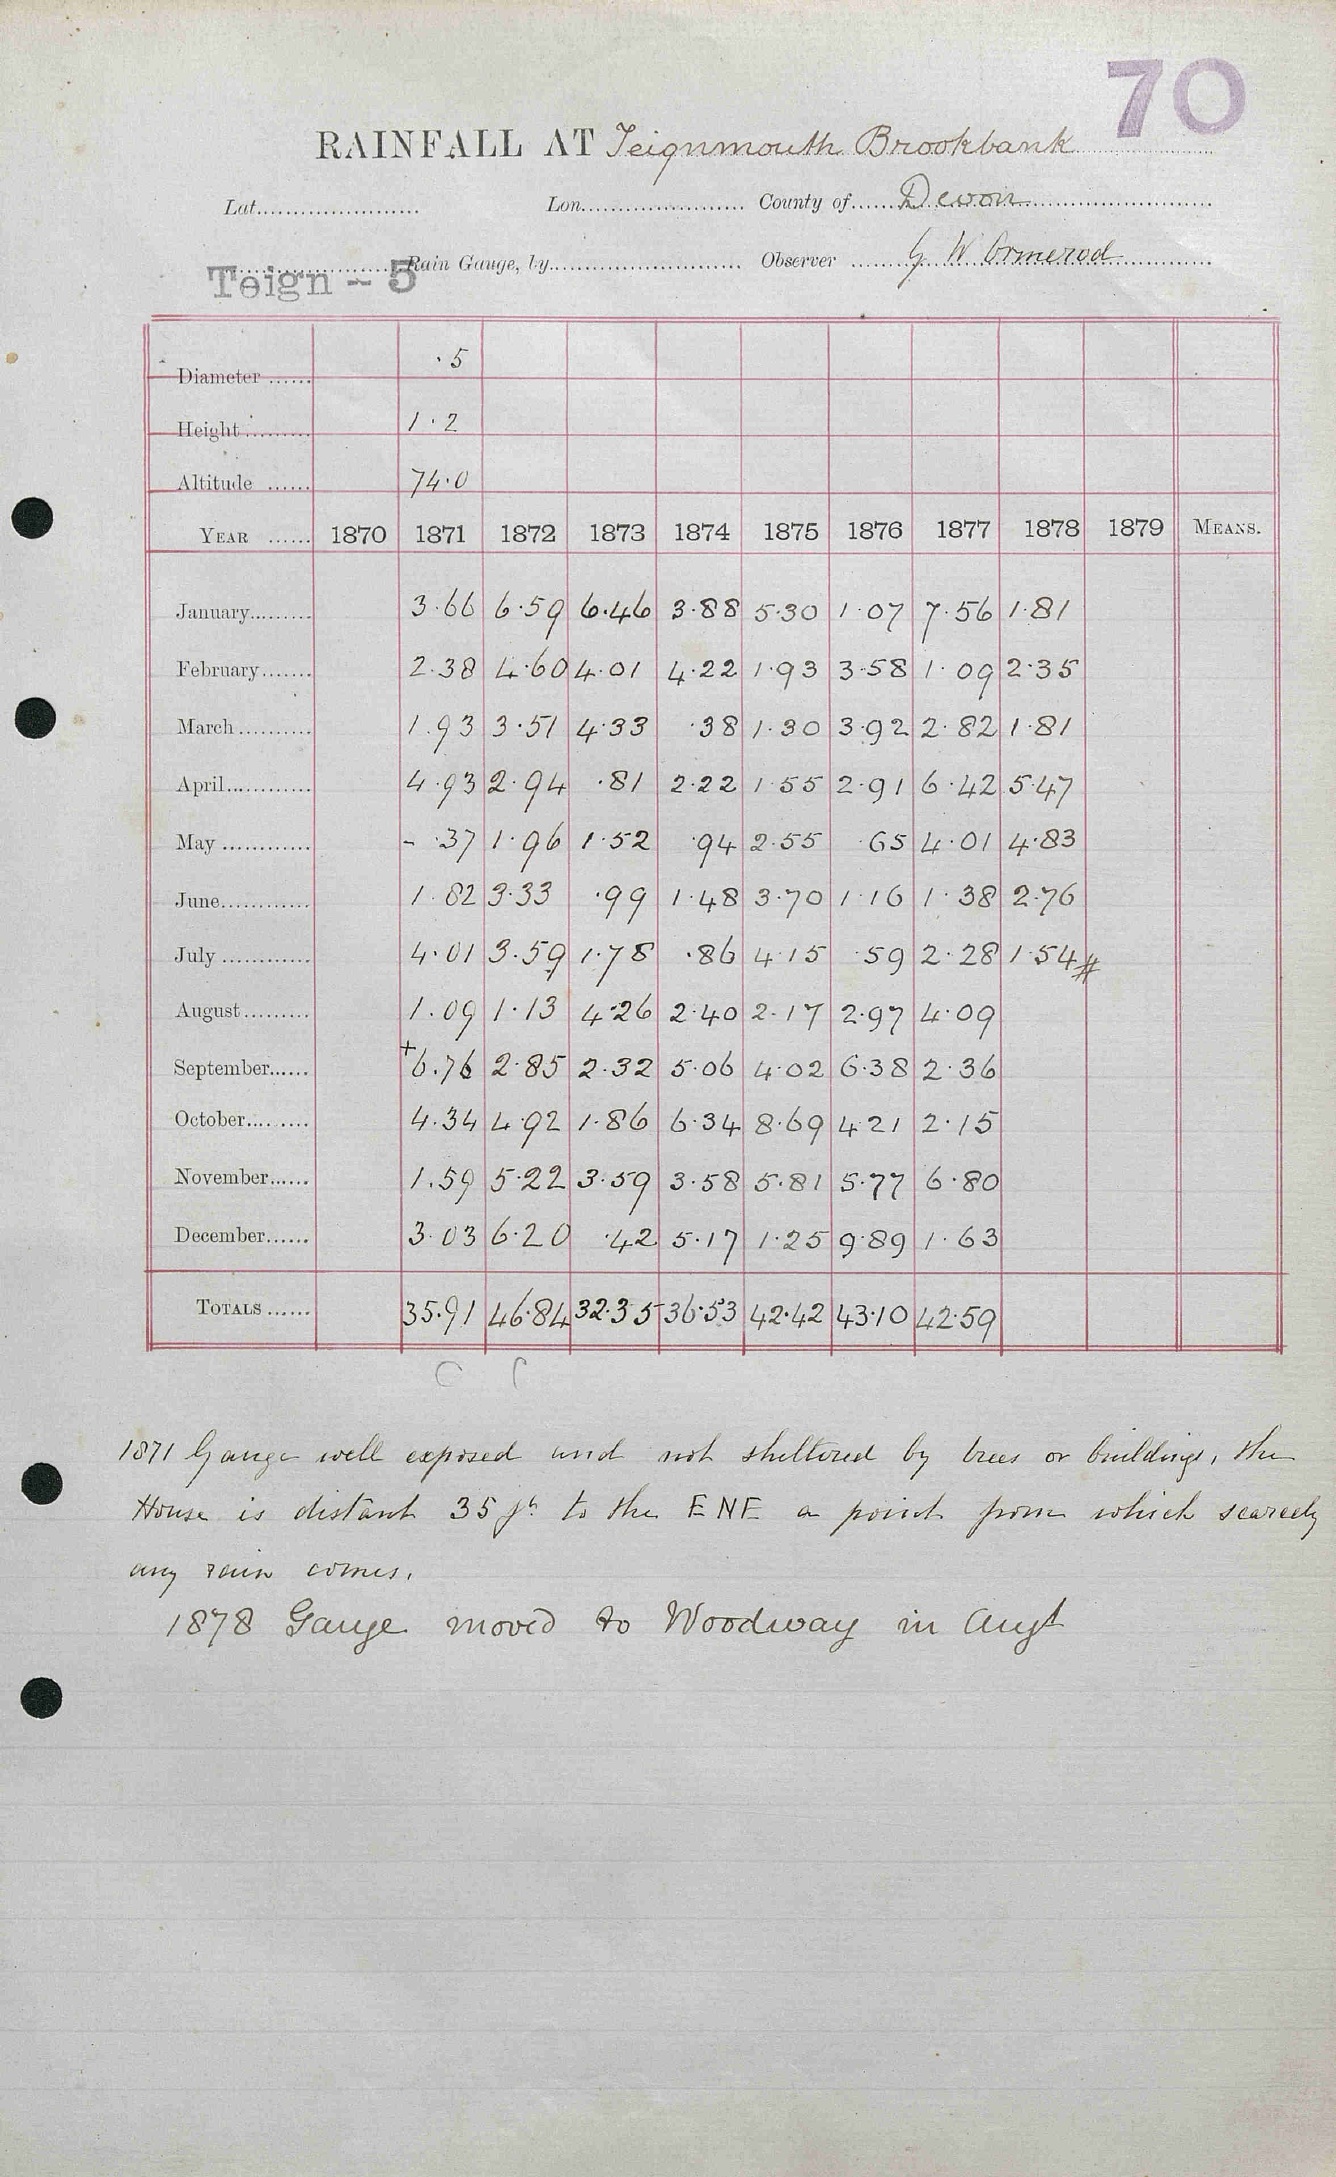 70
RAINFALL AT Teignmouth Brookbank
Lat. Lon. County of Devon
Teign - 5 Rain Gauge, by Observer G W Ormerod
Diameter ...... ·5
Height ......... 1·2
Altitude ...... 74·0
YEAR ...... 1870 1871 1872 1873 1874 1875 1876 1877 1878 1879 MEANS.
January......... 3·66 6·59 6·46 3·88 5·30 1·07 7·56 1·81
February....... 2·38 4·60 4·01 4·22 1·93 3·58 1·09 2·35
March.......... 1·93 3·51 4·33 ·38 1·30 3·92 2·82 1·81
April............ 4·93 2·94 ·81 2·22 1·55 2·91 6·42 5·47
May ............ - ·37 1·96 1·52 ·94 2·55 ·65 4·01 4·83
June............ 1·82 3·33 ·99 1·48 3·70 1·16 1·38 2·76
July ............ 4·01 3·59 1·78 ·86 4·15 ·59 2·28 1·54#
August......... 1·09 1·13 4·26 2·40 2·17 2·97 4·09
September...... +6.76 2·85 2·32 5·06 4·02 6·38 2·36
October......... 4·34 4·92 1·86 6·34 8·69 4·21 2·15
November...... 1·59 5·22 3·59 3·58 5·81 5·77 6·80
December...... 3·03 6·20 ·42 5·17 1·25 9·89 1·63
TOTALS ...... 35·91 46·84 32·35 36·53 42·42 43·10 42·59
1871 Gauge well exposed and not sheltered by trees or buildings, the
House is distant 35 yds to the ENE a point from which scarcely
any rain comes.
1878 Gauge moved to Woodway in Augt